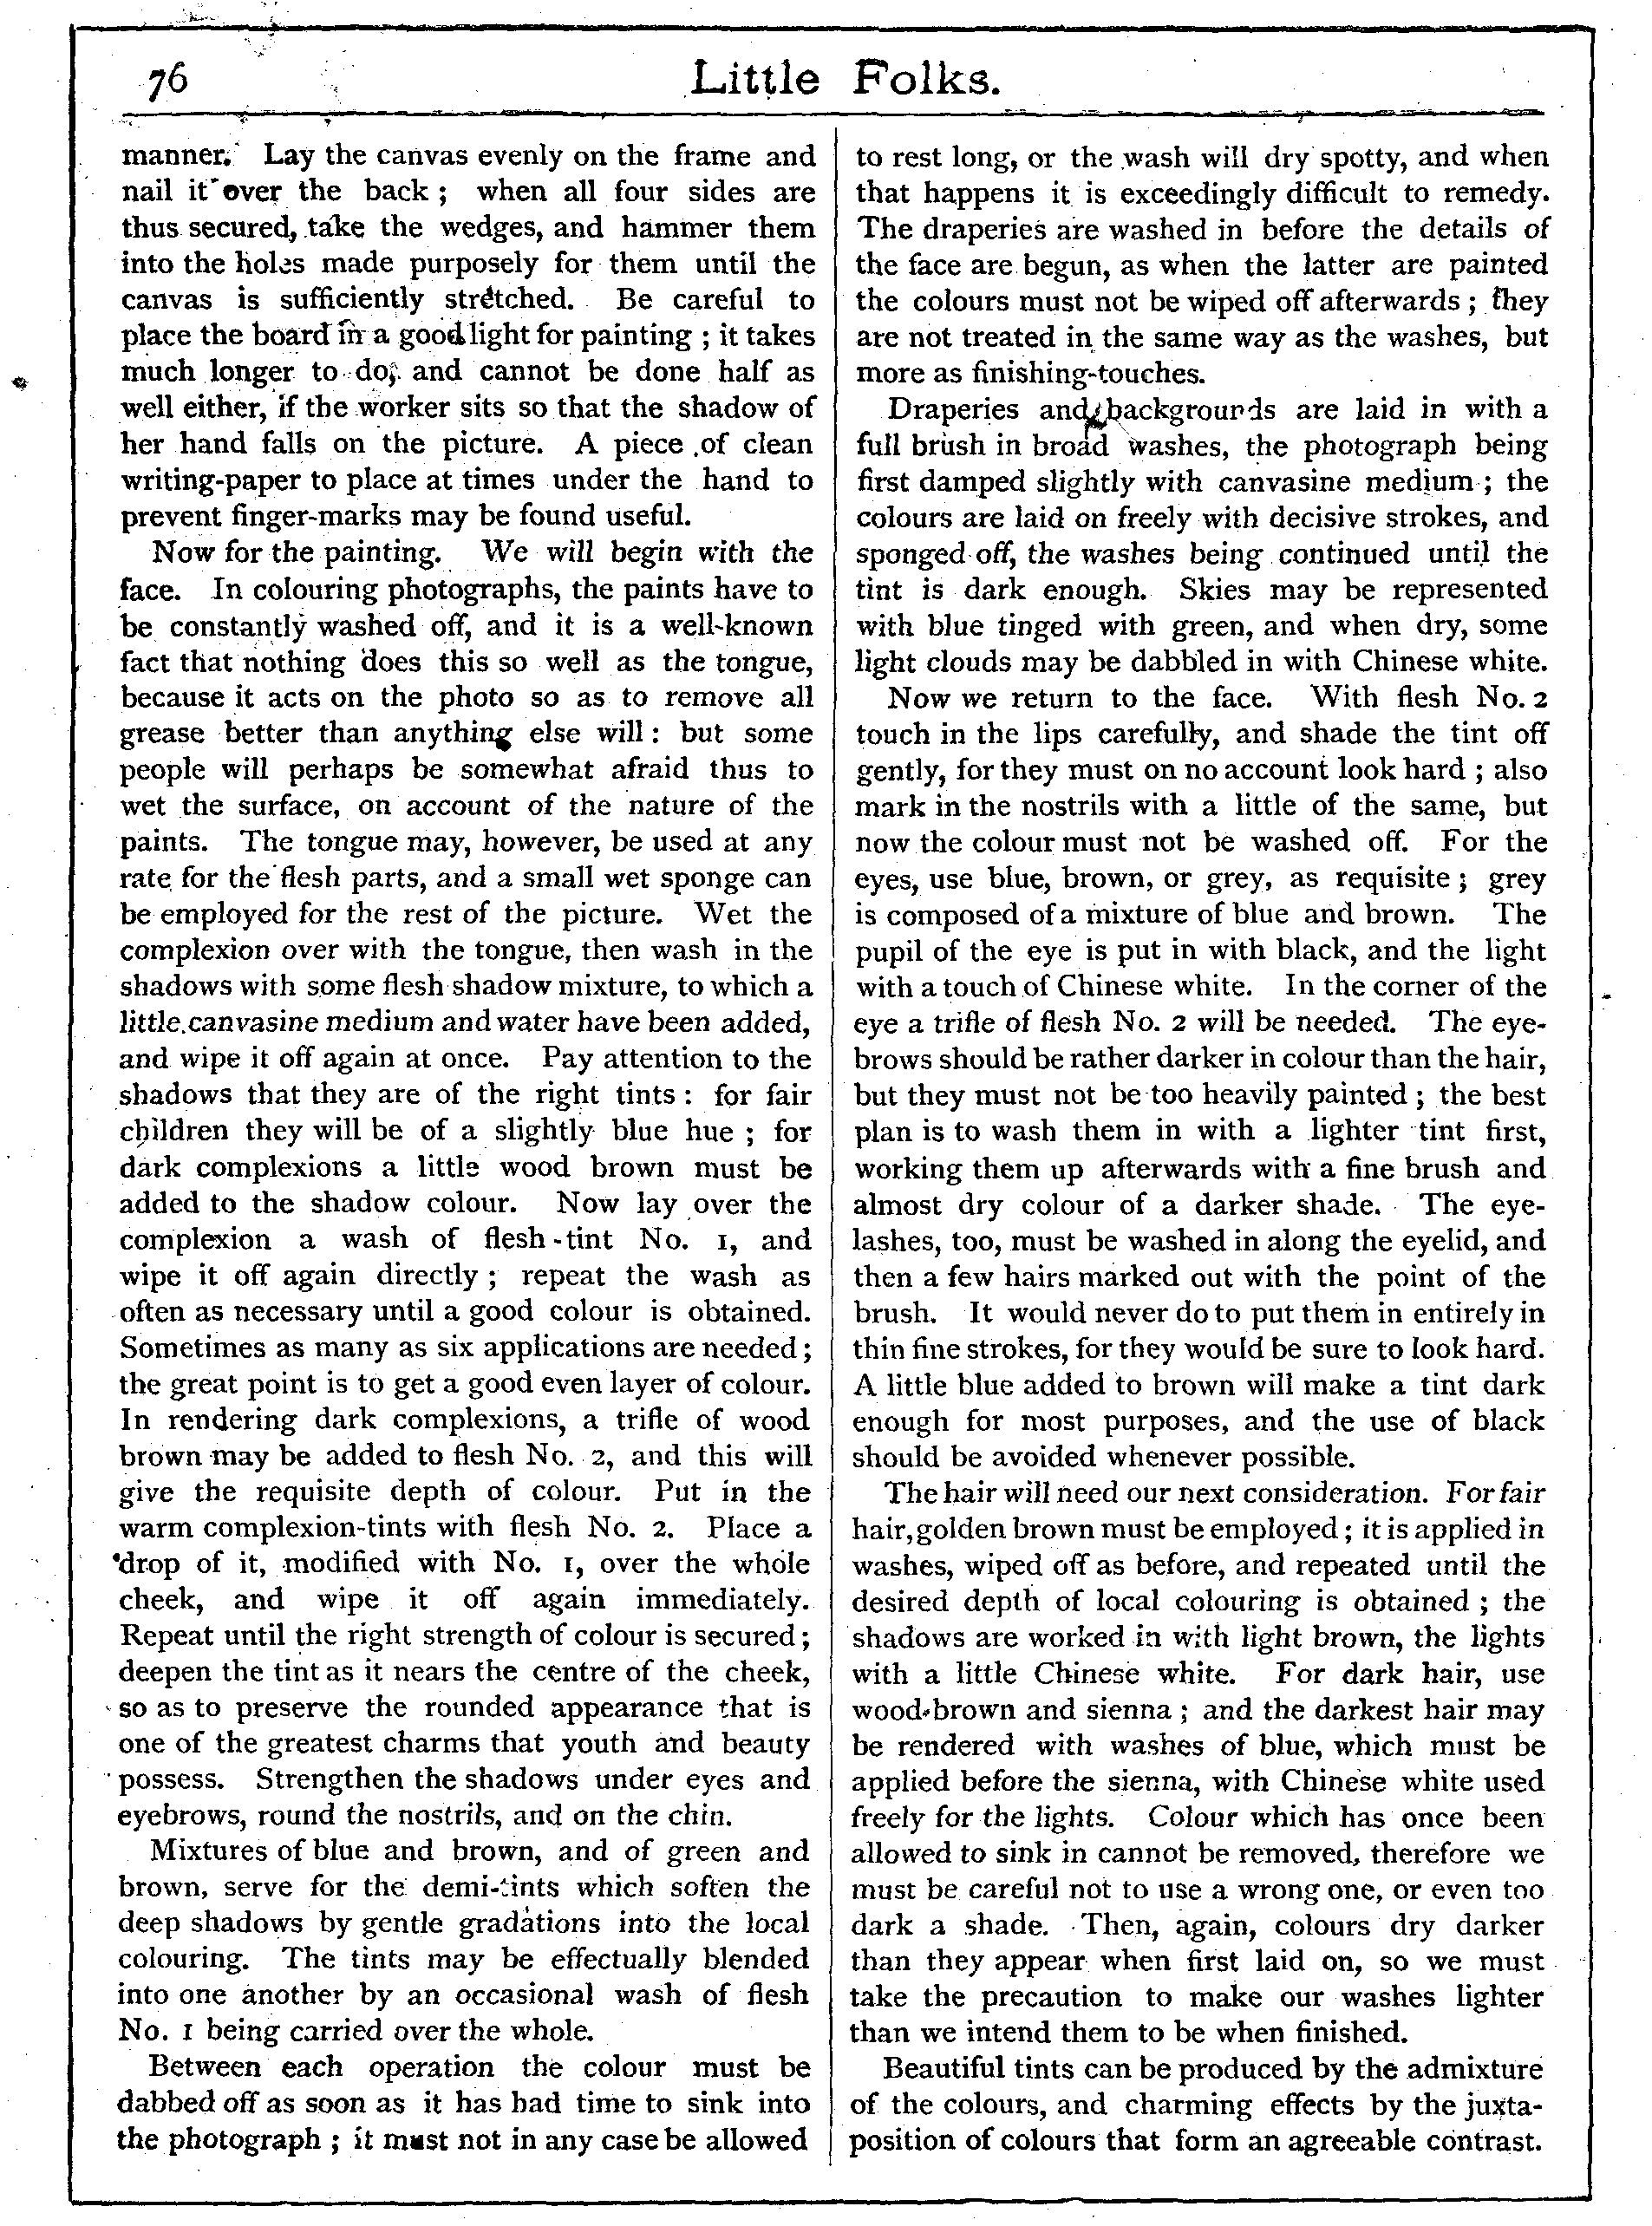 76
Little Folks.
manner. Lay the canvas evenly on the frame and
nail it over the back ; when all four sides are
thus secured, take the wedges, and hammer them
into the holes made purposely for them until the
canvas is sufficiently stretched. Be careful to
place the board in a good light for painting ; it takes
much longer to do, and cannot be done half as
well either, if the worker sits so that the shadow of
her hand falls on the picture. A piece of clean
writing-paper to place at times under the hand to
prevent finger-marks may be found useful.
Now for the painting. We will begin with the
face. In colouring photographs, the paints have to
be constantly washed off, and it is a well-known
fact that nothing does this so well as the tongue,
because it acts on the photo so as to remove all
grease better than anything else will : but some
people will perhaps be somewhat afraid thus to
wet the surface, on account of the nature of the
paints. The tongue may, however, be used at any
rate for the flesh parts, and a small wet sponge can
be employed for the rest of the picture. Wet the
complexion over with the tongue, then wash in the
shadows with some flesh shadow mixture, to which a
little canvasine medium and water have been added,
and wipe it off again at once. Pay attention to the
shadows that they are of the right tints : for fair
children they will be of a slightly blue hue ; for
dark complexions a little wood brown must be
added to the shadow colour. Now lay over the
complexion a wash of flesh-tint No. 1, and
wipe it off again directly ; repeat the wash as
often as necessary until a good colour is obtained.
Sometimes as many as six applications are needed ;
the great point is to get a good even layer of colour.
In rendering dark complexions, a trifle of wood
brown may be added to flesh No. 2, and this will
give the requisite depth of colour. Put in the
warm complexion-tints with flesh No. 2. Place a
drop of it, modified with No. 1, over the whole
cheek, and wipe it off again immediately.
Repeat until the right strength of colour is secured ;
deepen the tint as it nears the centre of the cheek,
so as to preserve the rounded appearance that is
one of the greatest charms that youth and beauty
possess. Strengthen the shadows under eyes and
eyebrows, round the nostrils, and on the chin.
Mixtures of blue and brown, and of green and
brown, serve for the demi-tints which soften the
deep shadows by gentle gradations into the local
colouring. The tints may be effectually blended
into one another by an occasional wash of flesh
No. 1 being carried over the whole.
Between each operation the colour must be
dabbed off as soon as it has had time to sink into
the photograph ; it must not in any case be allowed
to rest long, or the wash will dry spotty, and when
that happens it is exceedingly difficult to remedy.
The draperies are washed in before the details of
the face are begun, as when the latter are painted
the colours must not be wiped off afterwards ; they
are not treated in the same way as the washes, but
more as finishing-touches.
Draperies and backgrounds are laid in with a
full brush in broad washes, the photograph being
first damped slightly with canvasine medium ; the
colours are laid on freely with decisive strokes, and
sponged off, the washes being continued until the
tint is dark enough. Skies may be represented
with blue tinged with green, and when dry, some
light clouds may be dabbled in with Chinese white.
Now we return to the face. With flesh No. 2
touch in the lips carefully, and shade the tint off
gently, for they must on no account look hard ; also
mark in the nostrils with a little of the same, but
now the colour must not be washed off. For the
eyes, use blue, brown, or grey, as requisite ; grey
is composed of a mixture of blue and brown. The
pupil of the eye is put in with black, and the light
with a touch of Chinese white. In the corner of the
eye a trifle of flesh No. 2 will be needed. The eye-
brows should be rather darker in colour than the hair,
but they must not be too heavily painted ; the best
plan is to wash them in with a lighter tint first,
working them up afterwards with a fine brush and
almost dry colour of a darker shade. The eye-
lashes, too, must be washed in along the eyelid, and
then a few hairs marked out with the point of the
brush. It would never do to put them in entirely in
thin fine strokes, for they would be sure to look hard.
A little blue added to brown will make a tint dark
enough for most purposes, and the use of black
should be avoided whenever possible.
The hair will need our next consideration. For fair
hair, golden brown must be employed ; it is applied in
washes, wiped off as before, and repeated until the
desired depth of local colouring is obtained ; the
shadows are worked in with light brown, the lights
with a little Chinese white. For dark hair, use
wood-brown and sienna ; and the darkest hair may
be rendered with washes of blue, which must be
applied before the sienna, with Chinese white used
freely for the lights. Colour which has once been
allowed to sink in cannot be removed, therefore we
must be careful not to use a wrong one, or even too
dark a shade. Then, again, colours dry darker
than they appear when first laid on, so we must
take the precaution to make our washes lighter
than we intend them to be when finished.
Beautiful tints can be produced by the admixture
of the colours, and charming effects by the juxta-
position of colours that form an agreeable contrast.